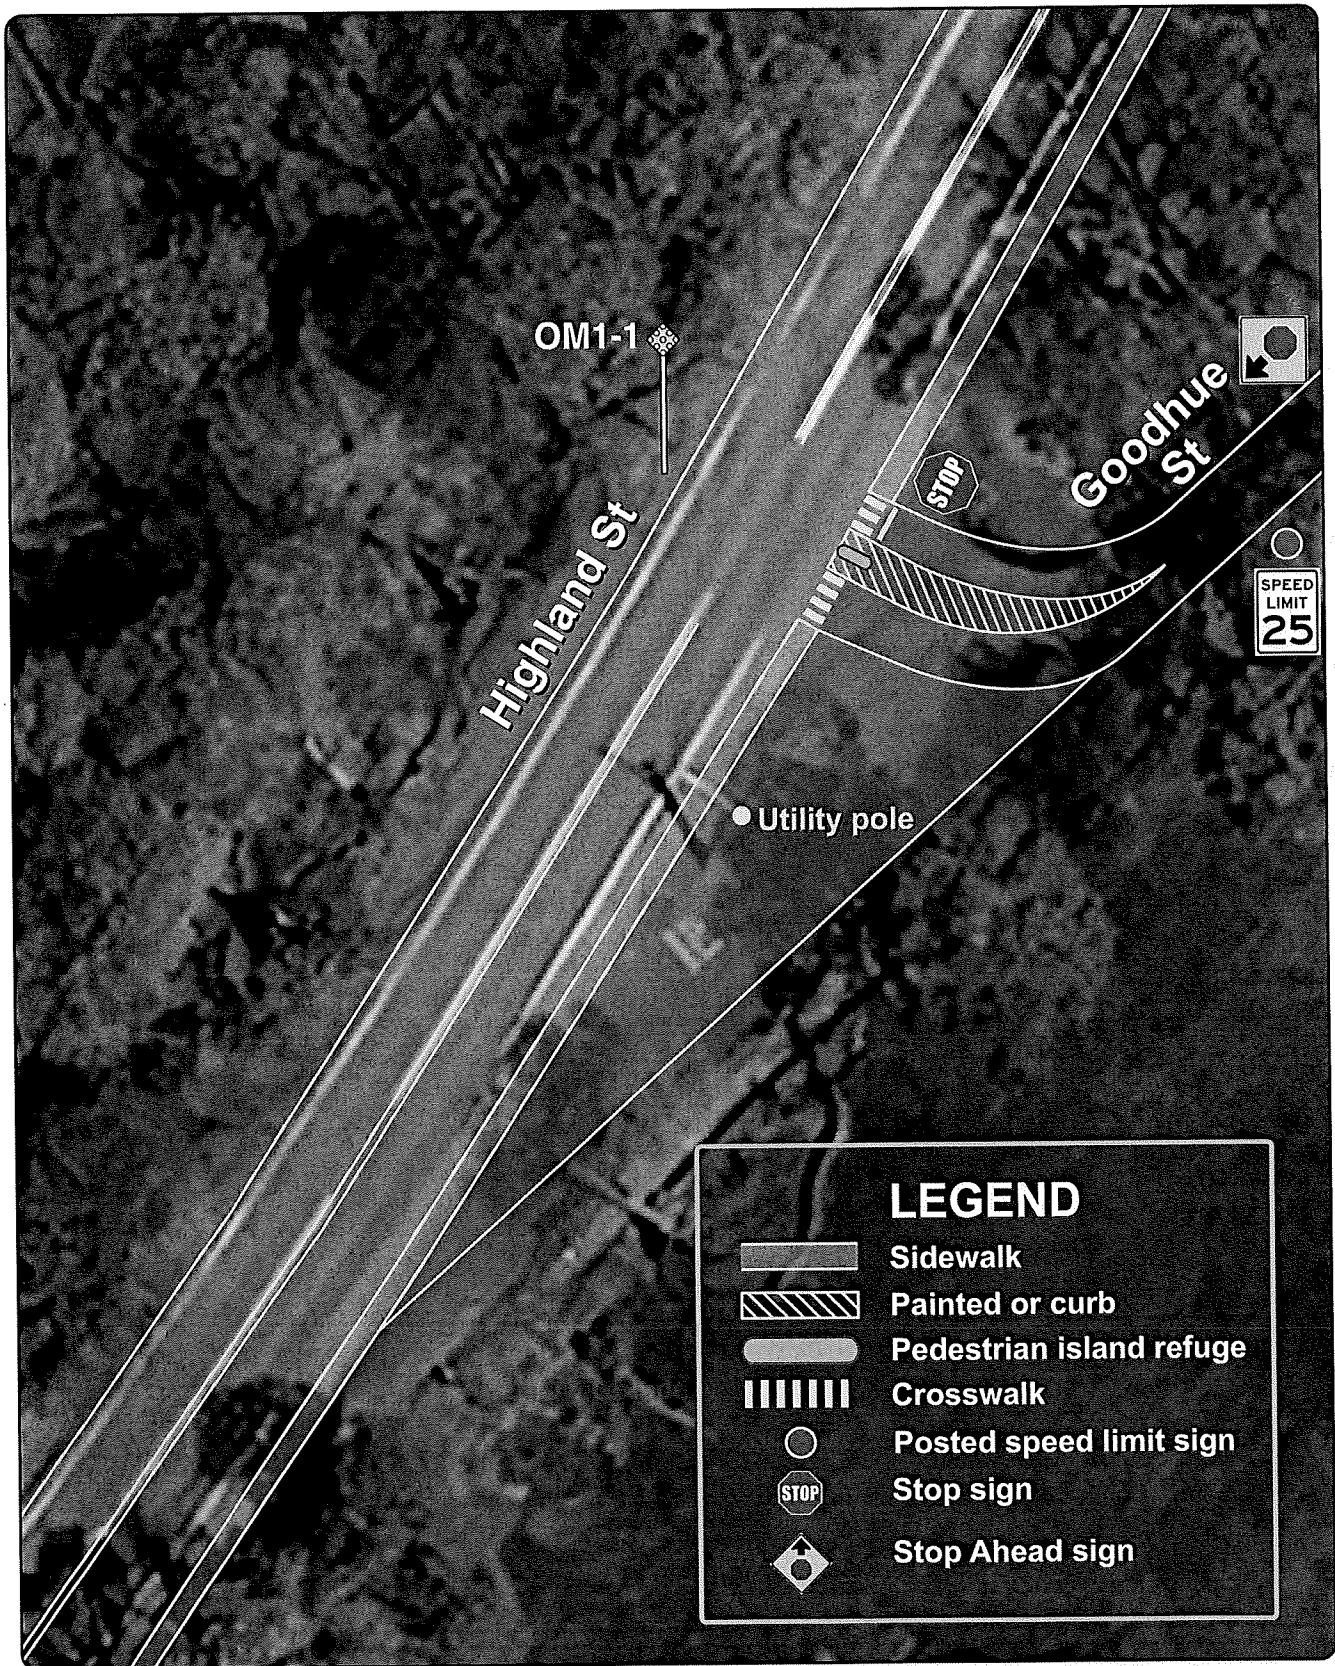 OM1-1
Highland St
Goodhue
St
STOP
SPEED
LIMIT
25
Utility pole
LEGEND
Sidewalk
Painted or curb
Pedestrian island refuge
Crosswalk
Posted speed limit sign
STOP
Stop sign
Stop Ahead sign